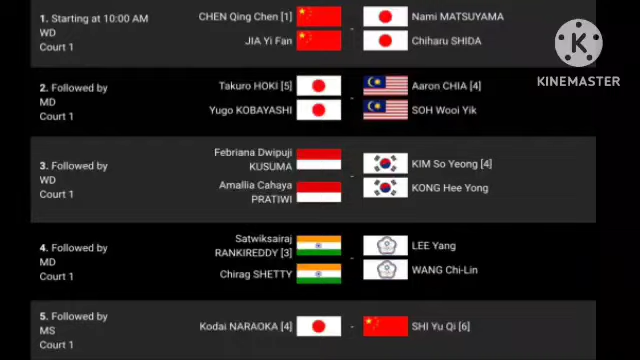 1. Starting at 10:00 AM
WD
Court 1
CHEN Qing Chen [1]
JIA Yi Fan
-
Nami MATSUYAMA
Chiharu SHIDA
K
KINEMASTER
2. Followed by
MD
Court 1
Takuro HOKI [5]
Yugo KOBAYASHI
-
Aaron CHIA [4]
SOH Wooi Yik
3. Followed by
WD
Court 1
Febriana Dwipuji
KUSUMA
Amallia Cahaya
PRATIWI
-
KIM So Yeong [4]
KONG Hee Yong
4. Followed by
MD
Court 1
Satwiksairaj
RANKIREDDY [3]
Chirag SHETTY
-
LEE Yang
WANG Chi-Lin
5. Followed by
MS
Court 1
Kodai NARAOKA [4]
-
SHI Yu Qi [6]